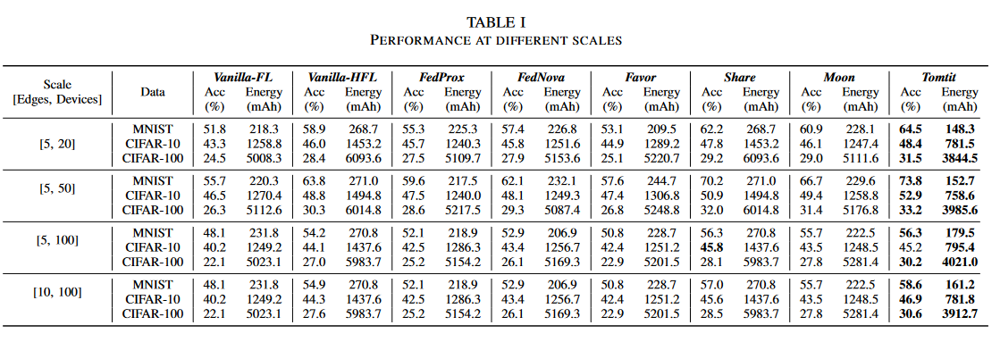 TABLE I
PERFORMANCE AT DIFFERENT SCALES
Scale [Edges, Devices] Data Vanilla-FL Vanilla-HFL FedProx FedNova Favor Share Moon Tomtit
Acc Energy Acc Energy Acc Energy Acc Energy Acc Energy Acc Energy Acc Energy Acc Energy
(%) (mAh) (%) (mAh) (%) (mAh) (%) (mAh) (%) (mAh) (%) (mAh) (%) (mAh) (%) (mAh)
MNIST 51.8 218.3 58.9 268.7 55.3 225.3 57.4 226.8 53.1 209.5 62.2 268.7 60.9 228.1 64.5 148.3
[5, 20] CIFAR-10 43.3 1258.8 46.0 1453.2 45.7 1240.3 45.8 1251.6 44.9 1289.2 47.8 1453.2 46.1 1247.4 48.4 781.5
CIFAR-100 24.5 5008.3 28.4 6093.6 27.5 5109.7 27.9 5153.6 25.1 5220.7 29.2 6093.6 29.0 5111.6 31.5 3844.5
MNIST 55.7 220.3 63.8 271.0 59.6 217.5 62.1 232.1 57.6 244.7 70.2 271.0 66.7 229.6 73.8 152.7
[5, 50] CIFAR-10 46.5 1270.4 48.8 1494.8 47.5 1240.0 48.1 1249.3 47.4 1306.8 50.9 1494.8 49.4 1258.8 52.9 758.6
CIFAR-100 26.3 5112.6 30.3 6014.8 28.6 5217.5 29.3 5087.4 26.8 5248.8 32.0 6014.8 31.4 5176.8 33.2 3985.6
MNIST 48.1 231.8 54.2 270.8 52.1 218.9 52.9 206.9 50.8 228.7 56.3 270.8 55.7 222.5 56.3 179.5
[5, 100] CIFAR-10 40.2 1249.2 44.1 1437.6 42.5 1286.3 43.4 1256.7 42.4 1251.2 45.8 1437.6 43.5 1248.5 45.2 795.4
CIFAR-100 22.1 5023.1 27.0 5983.7 25.2 5154.2 26.1 5169.3 22.9 5201.5 28.1 5983.7 27.8 5281.4 30.2 4021.0
MNIST 48.1 231.8 54.9 270.8 52.1 218.9 52.9 206.9 50.8 228.7 57.0 270.8 55.7 222.5 58.6 161.2
[10, 100] CIFAR-10 40.2 1249.2 44.3 1437.6 42.5 1286.3 43.4 1256.7 42.4 1251.2 45.6 1437.6 43.5 1248.5 46.9 781.8
CIFAR-100 22.1 5023.1 27.6 5983.7 25.2 5154.2 26.1 5169.3 22.9 5201.5 28.5 5983.7 27.8 5281.4 30.6 3912.7